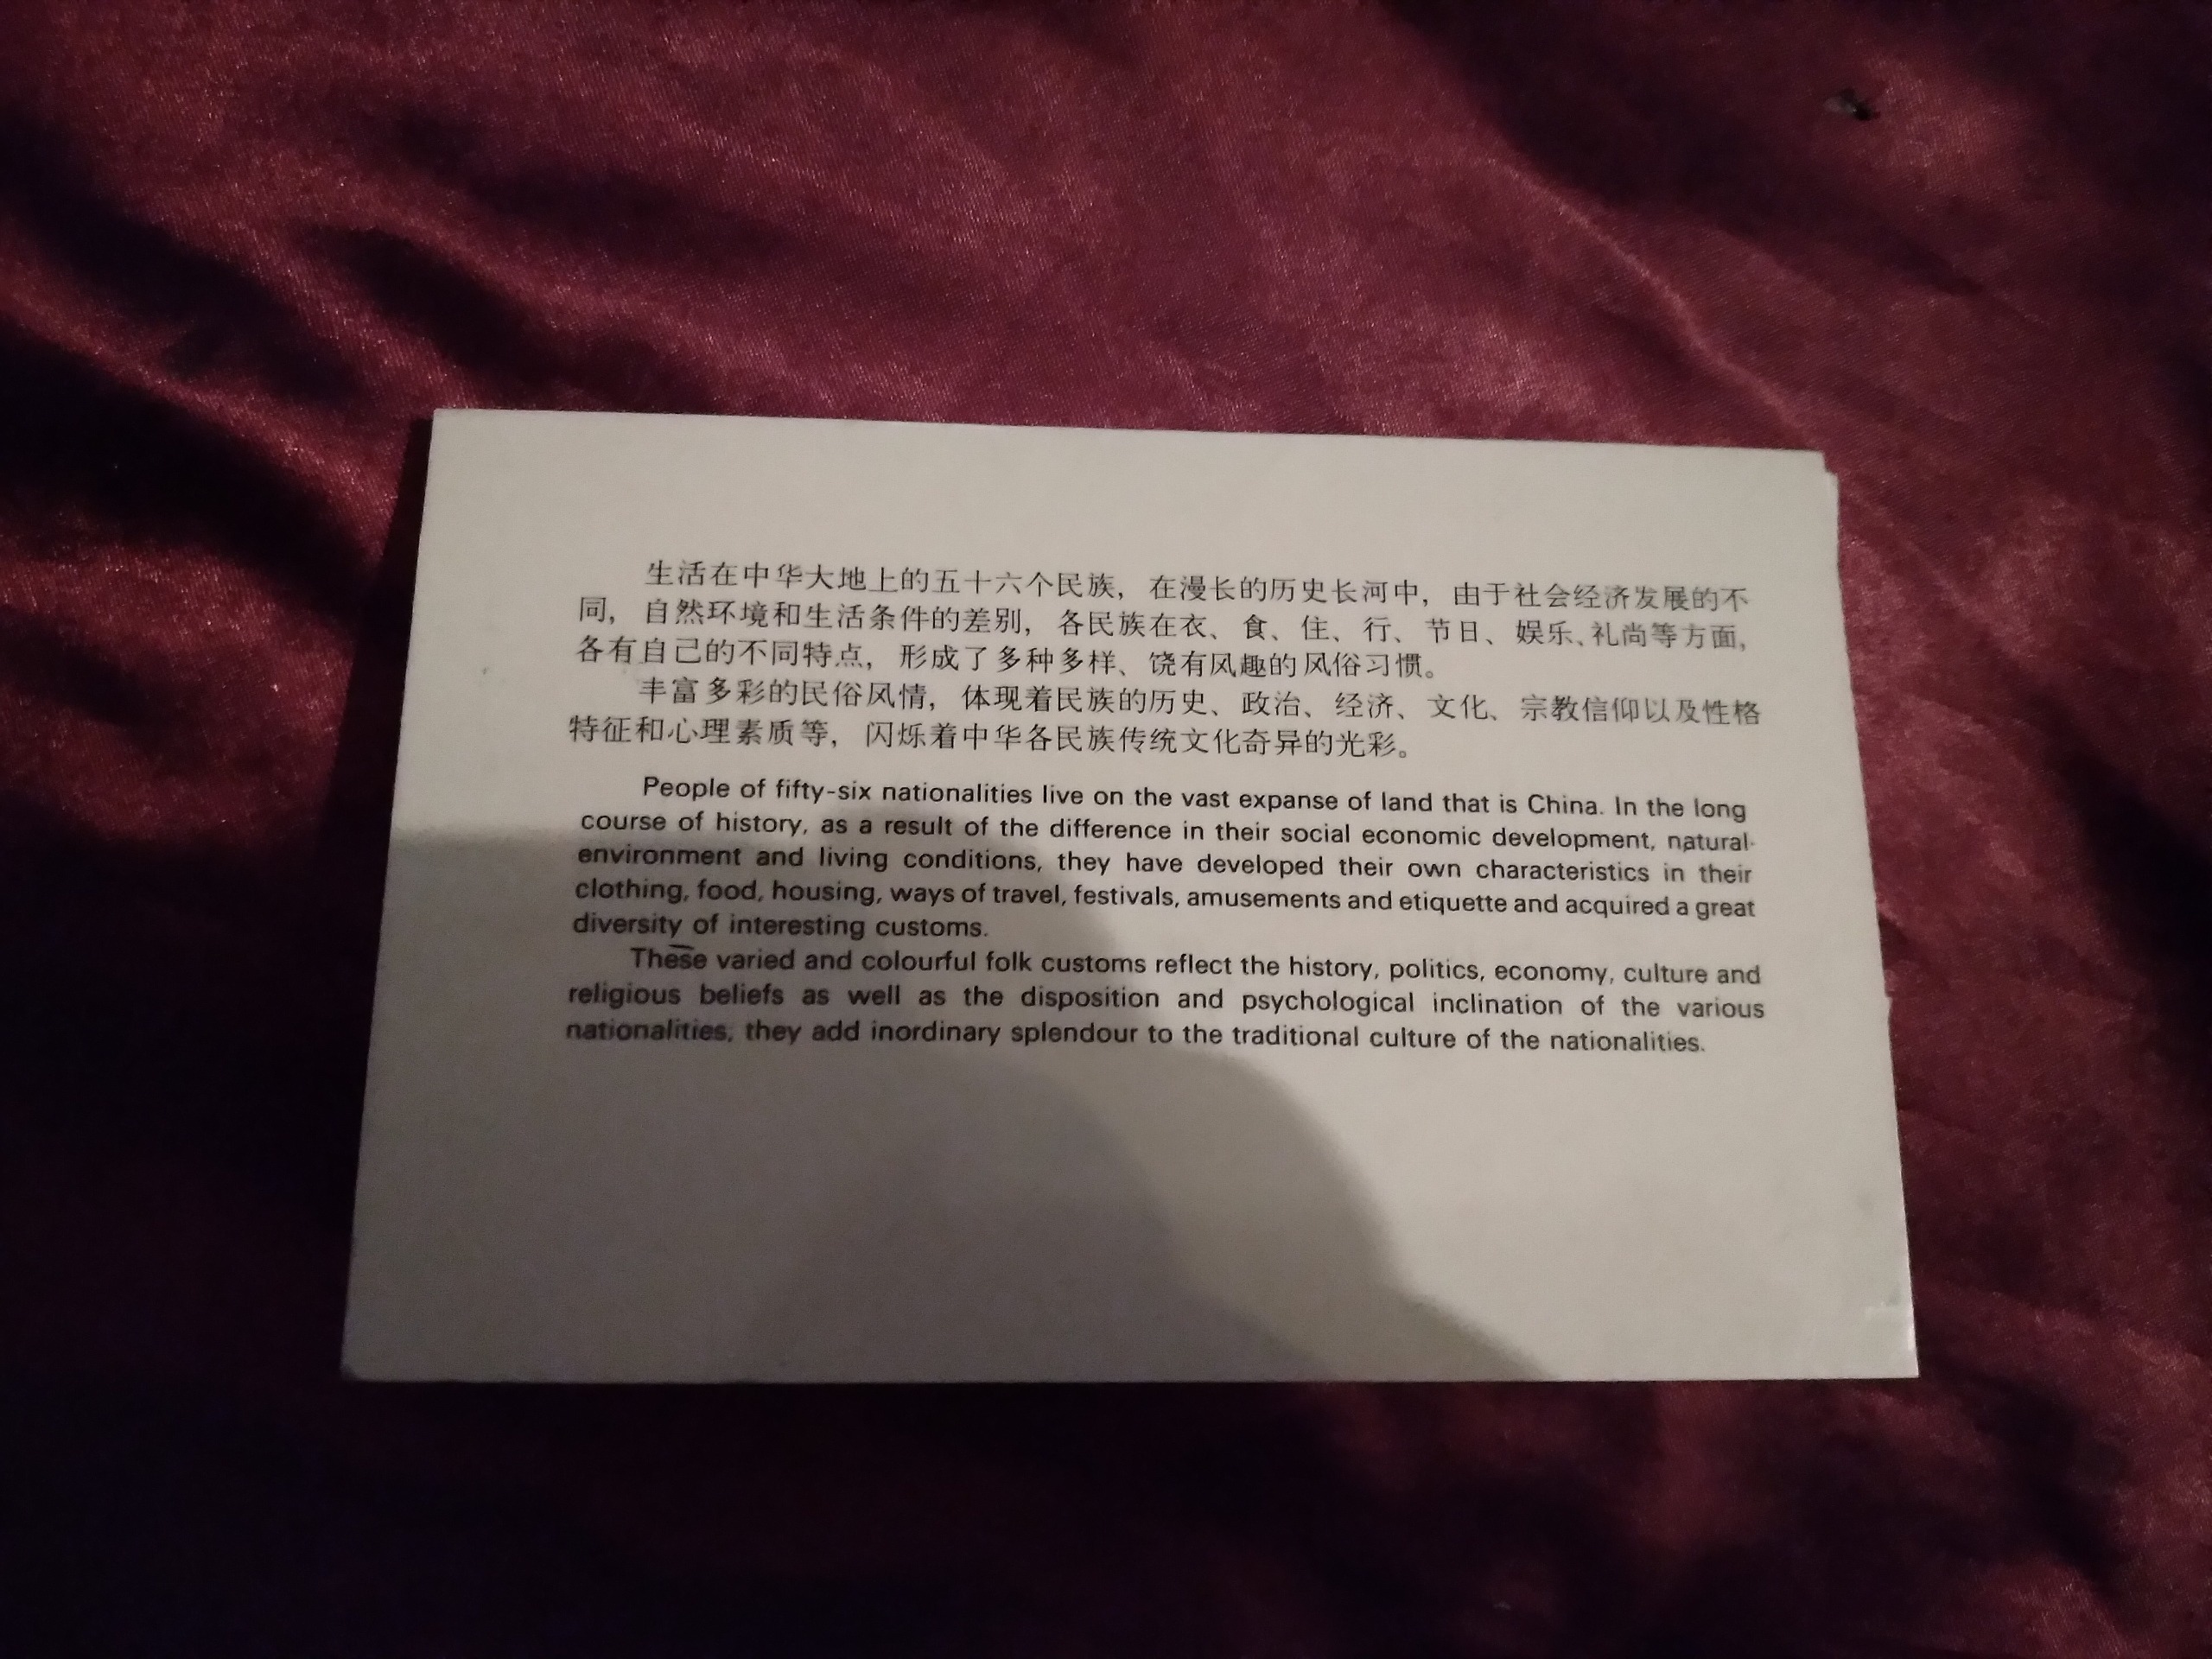 生活在中华大地上的五十六个民族，在漫长的历史长河中，由于社会经济发展的不
同，自然环境和生活条件的差别，各民族在衣、食、住、行、节日、娱乐、礼尚等方面，
各有自己的不同特点，形成了多种多样、饶有风趣的风俗习惯。
丰富多彩的民俗风情，体现着民族的历史、政治、经济、文化、宗教信仰以及性格
特征和心理素质等，闪烁着中华各民族传统文化奇异的光彩。
People of fifty-six nationalities live on the vast expanse of land that is China. In the long
course of history, as a result of the difference in their social economic development, natural
environment and living conditions, they have developed their own characteristics in their
clothing, food, housing, ways of travel, festivals, amusements and etiquette and acquired a great
diversity of interesting customs.
These varied and colourful folk customs reflect the history, politics, economy, culture and
religious beliefs as well as the disposition and psychological inclination of the various
nationalities, they add inordinary splendour to the traditional culture of the nationalities.